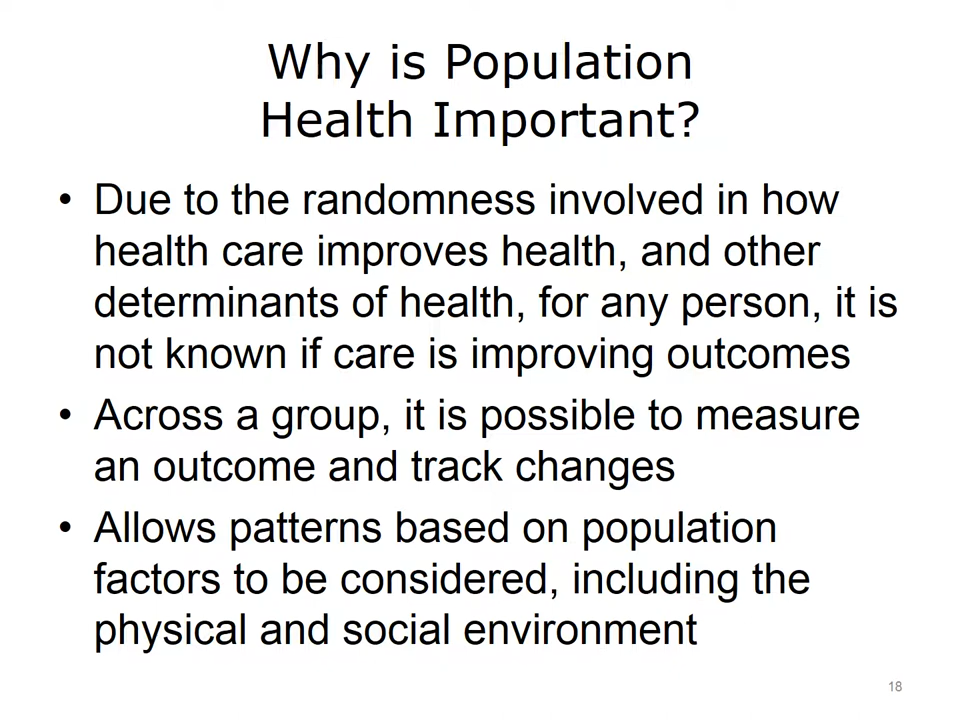 Why is Population
Health Important?
• Due to the randomness involved in how
health care improves health, and other
determinants of health, for any person, it is
not known if care is improving outcomes
• Across a group, it is possible to measure
an outcome and track changes
• Allows patterns based on population
factors to be considered, including the
physical and social environment
18